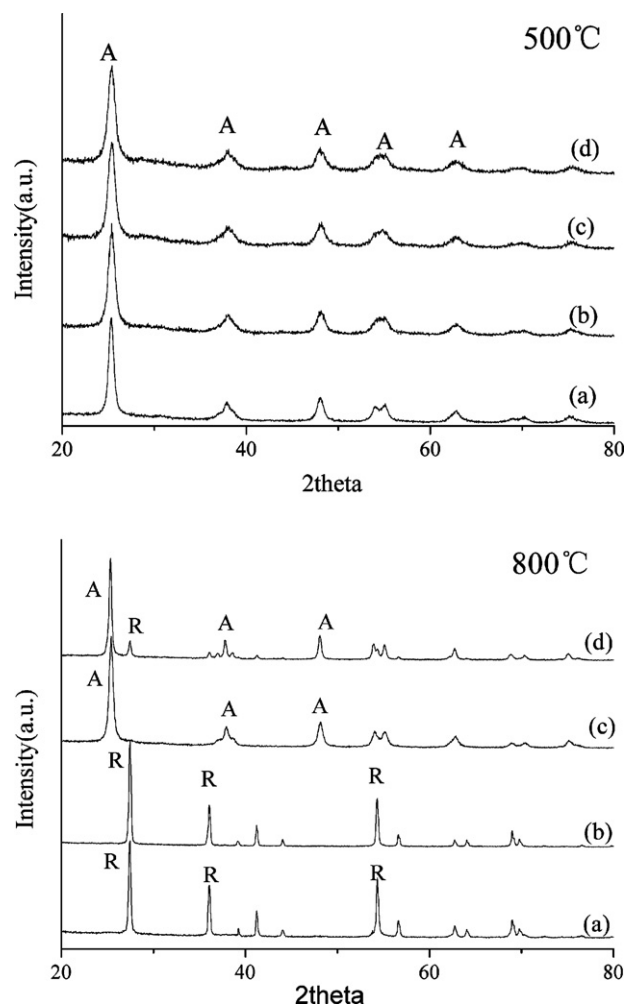 500℃
A
A
A
A
A
(d)
(c)
(b)
(a)
Intensity(a.u.)
20
40
60
80
2theta
800℃
A
R
A
A
(d)
A
A
A
(c)
R
R
R
(b)
R
R
R
(a)
Intensity(a.u.)
20
40
60
80
2theta